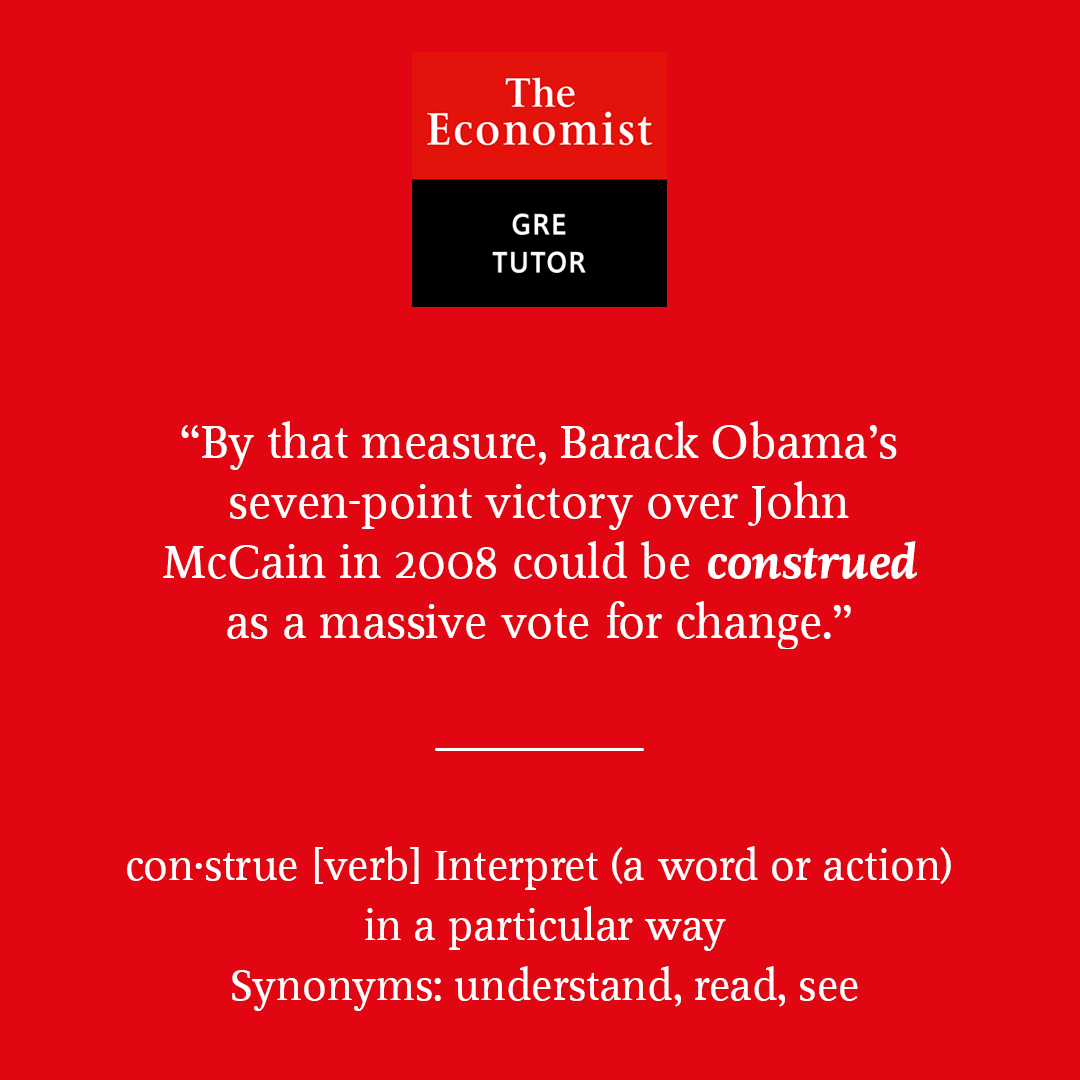 The
Economist
GRE
TUTOR
“By that measure, Barack Obama’s
seven-point victory over John
McCain in 2008 could be construed
as a massive vote for change.”
con·strue [verb] Interpret (a word or action)
in a particular way
Synonyms: understand, read, see